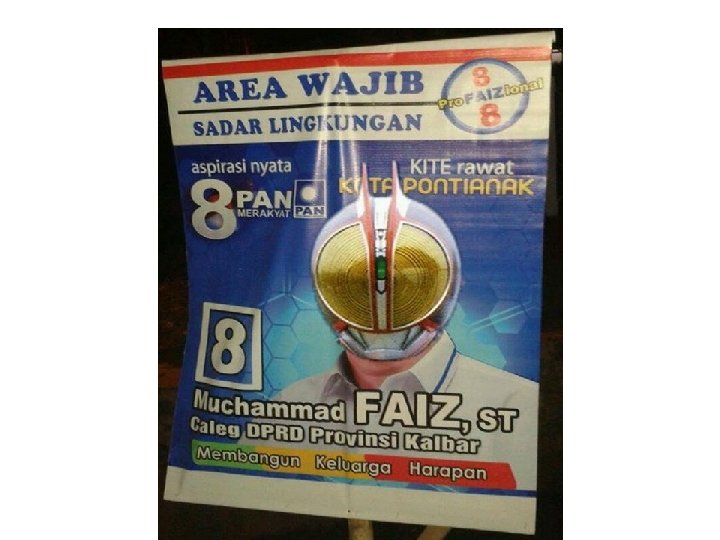 AREA WAJIB
SADAR LINGKUNGAN
8
ProFAIZional
8
aspirasi nyata
8 PAN
MERAKYAT
PAN
KITE rawat
KOTA PONTIANAK
8
Muchammad FAIZ, ST
Caleg DPRD Provinsi Kalbar
Membangun Keluarga Harapan